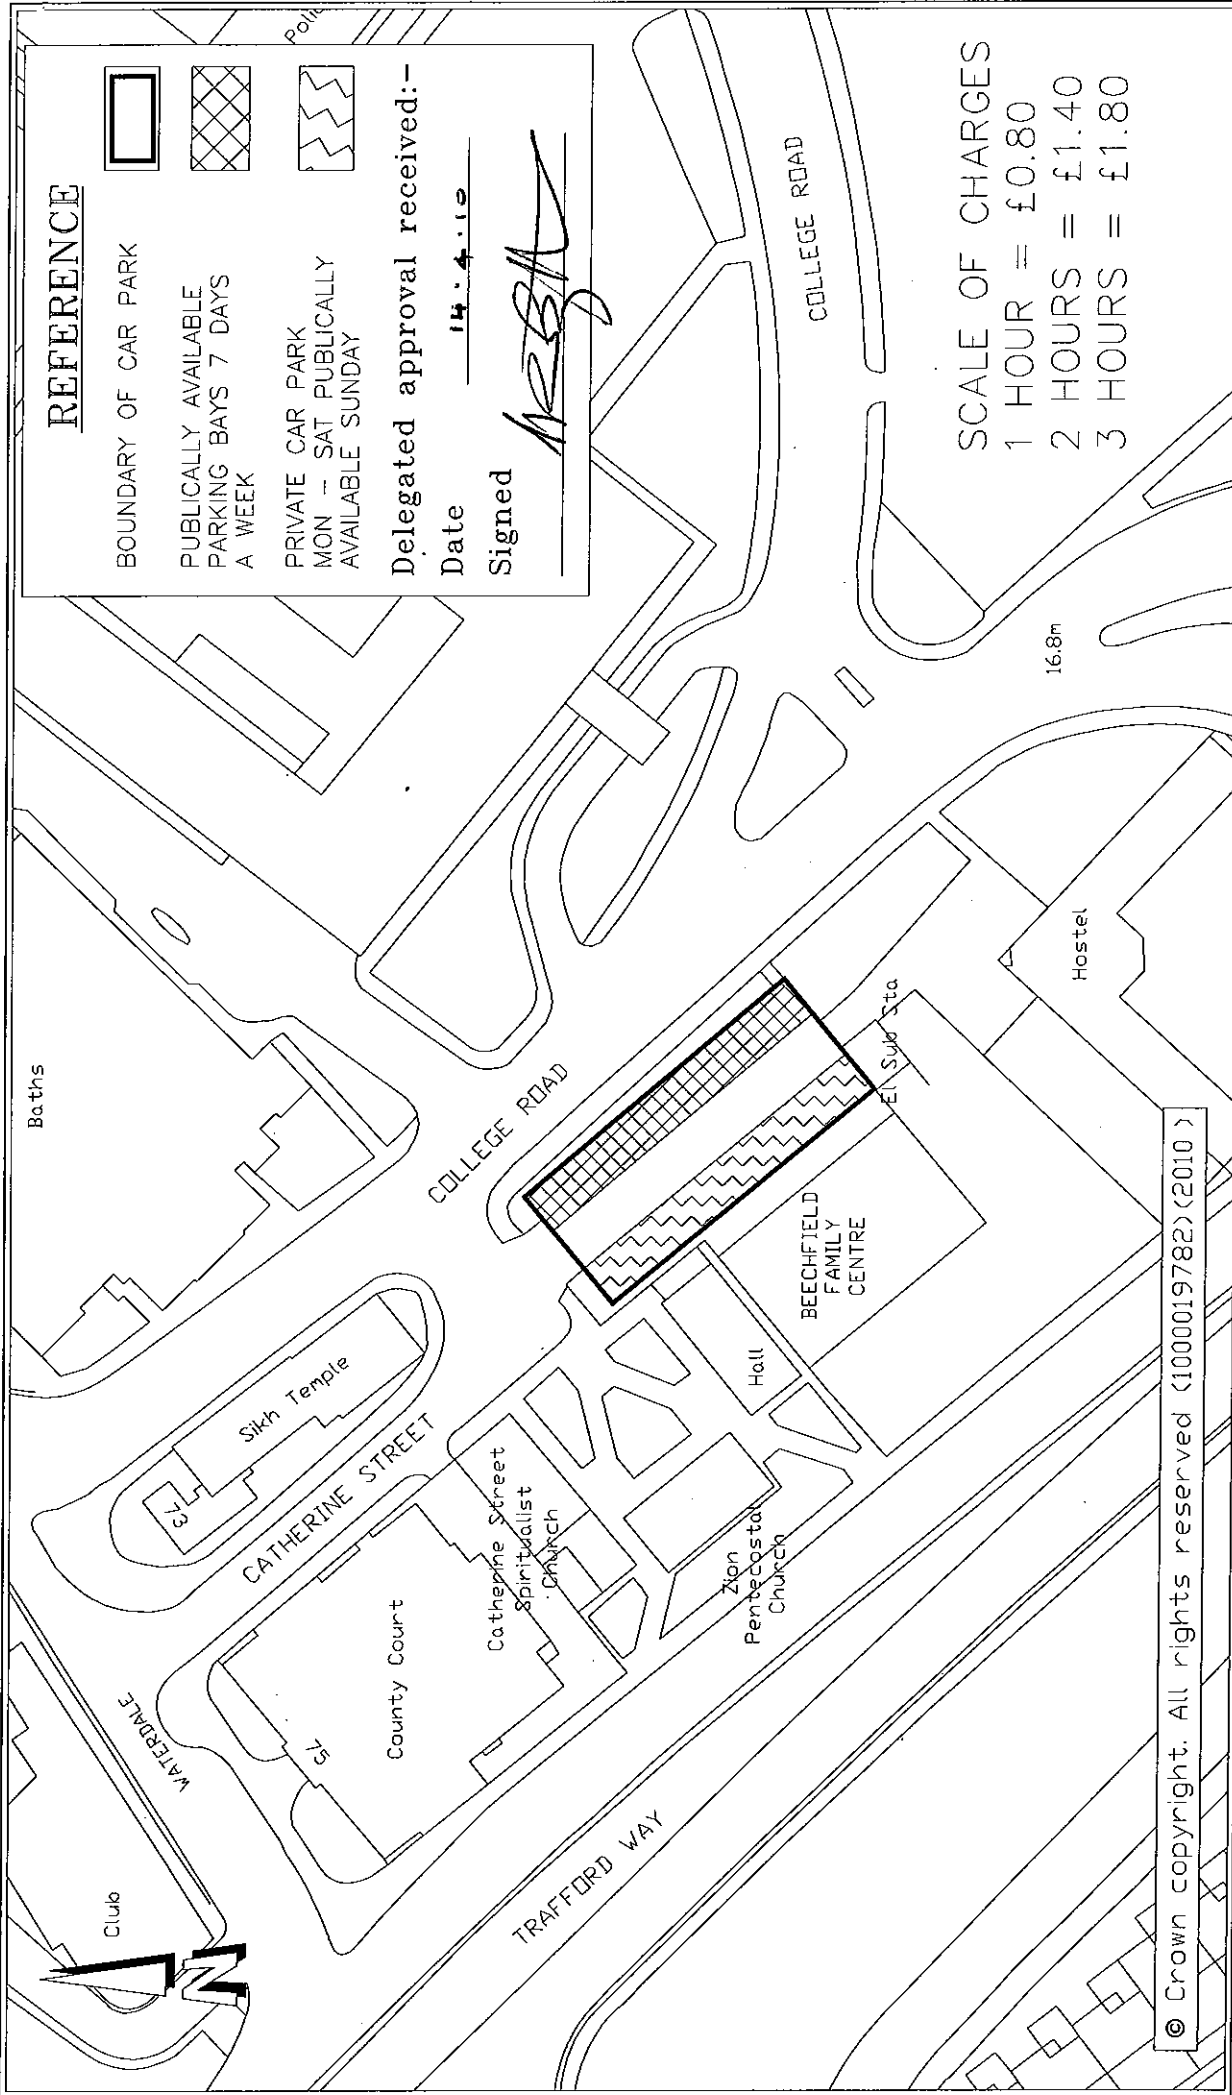 REFERENCE
BOUNDARY OF CAR PARK
PUBLICALLY AVAILABLE
PARKING BAYS 7 DAYS
A WEEK
PRIVATE CAR PARK
MON - SAT PUBLICALLY
AVAILABLE SUNDAY
Delegated approval received:-
Date 14.4.10
Signed
SCALE OF CHARGES
1 HOUR = £0.80
2 HOURS = £1.40
3 HOURS = £1.80
COLLEGE ROAD
16.8m
Baths
COLLEGE ROAD
Hostel
El Sub Sta
BEECHFIELD
FAMILY
CENTRE
Hall
Sikh Temple
73
CATHERINE STREET
Catherine Street
Spiritualist
Church
Zion
Pentecostal
Church
County Court
75
WATERDALE
Club
N
TRAFFORD WAY
© Crown copyright. All rights reserved (100019782)(2010 )